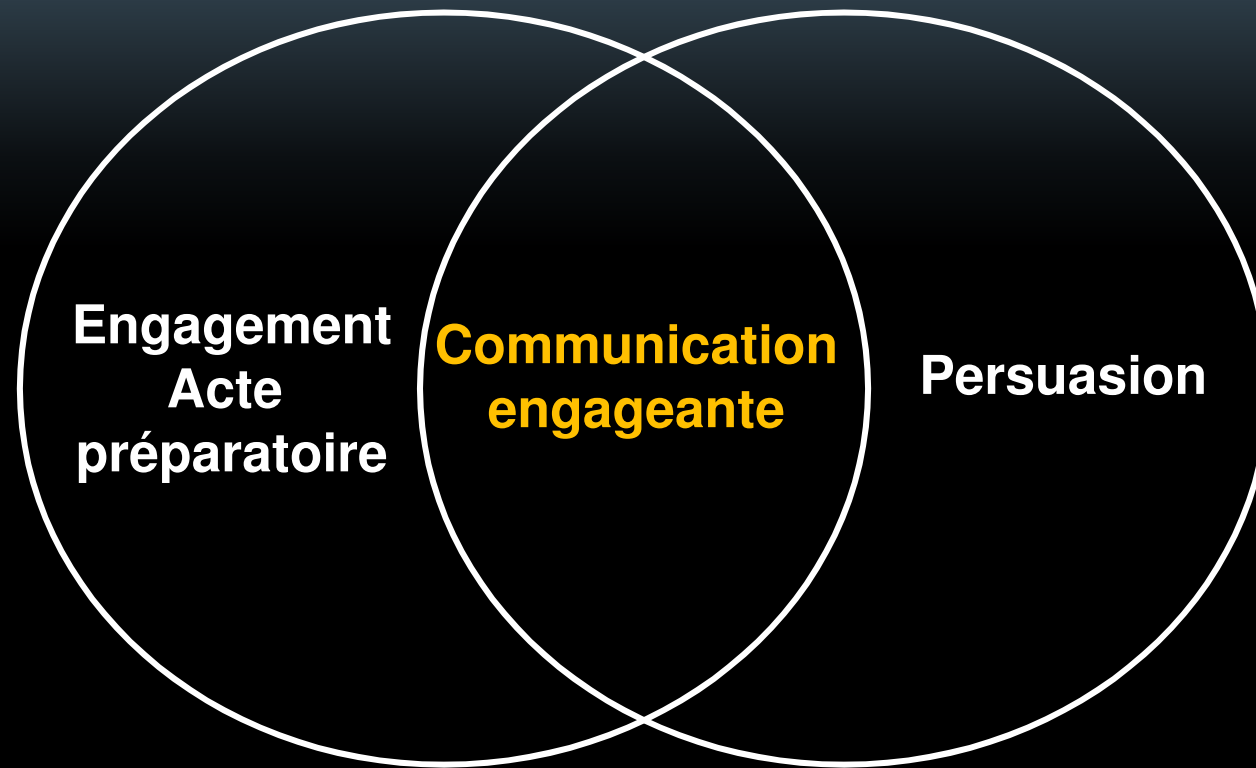 Engagement
Acte
préparatoire
Communication
engageante
Persuasion